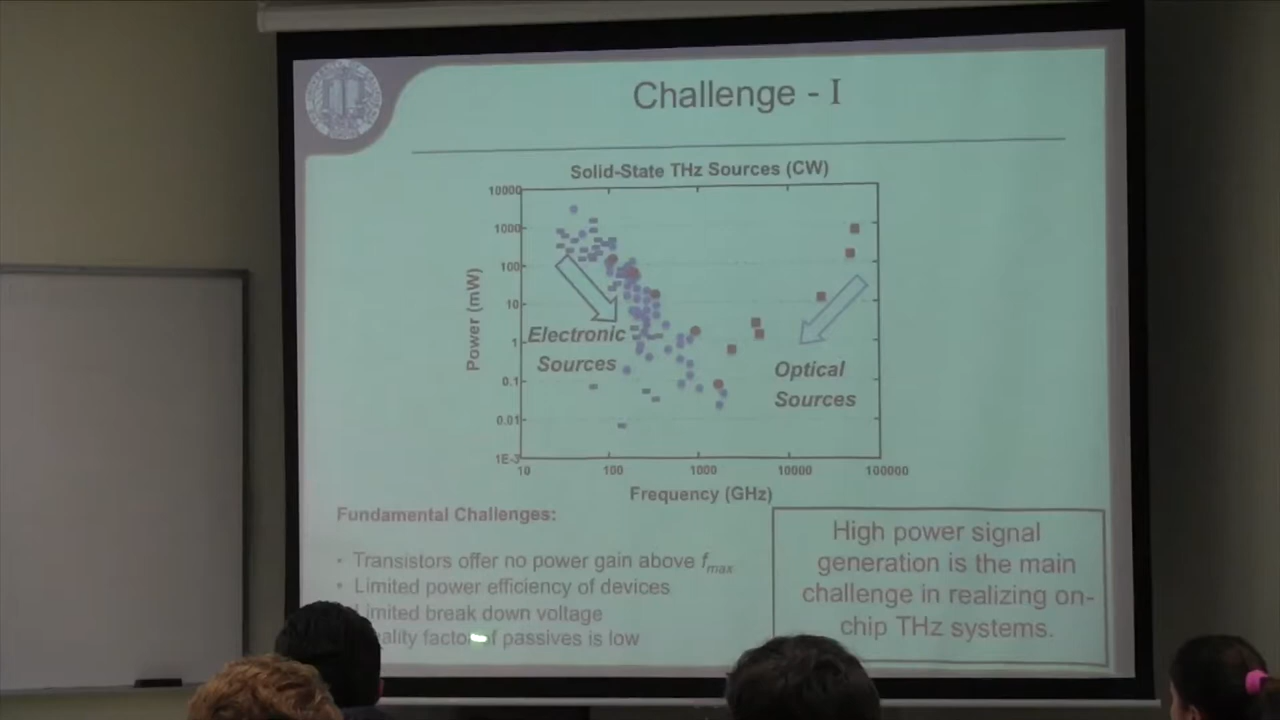 Challenge - I
Solid-State THz Sources (CW)
10000
1000
100
10
1
0.1
0.01
1E-3
Power (mW)
Electronic
Sources
Optical
Sources
10 100 1000 10000 100000
Frequency (GHz)
Fundamental Challenges:
• Transistors offer no power gain above fmax
• Limited power efficiency of devices
Limited break down voltage
of passives is low
High power signal
generation is the main
challenge in realizing on-
chip THz systems.